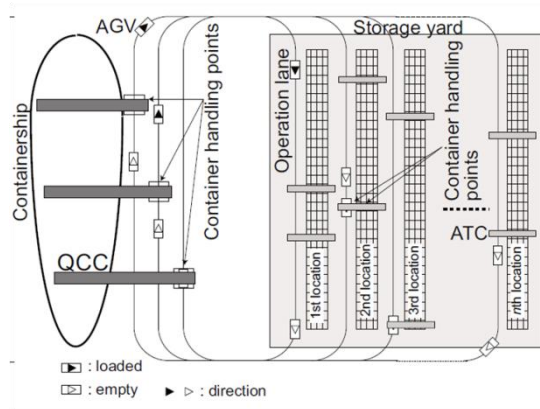 AGV
Storage yard
Containership
Container handling points
Operation lane
Container handling
points
QCC
ATC
1st location
2nd location
3rd location
nth location
: loaded
: empty
: direction